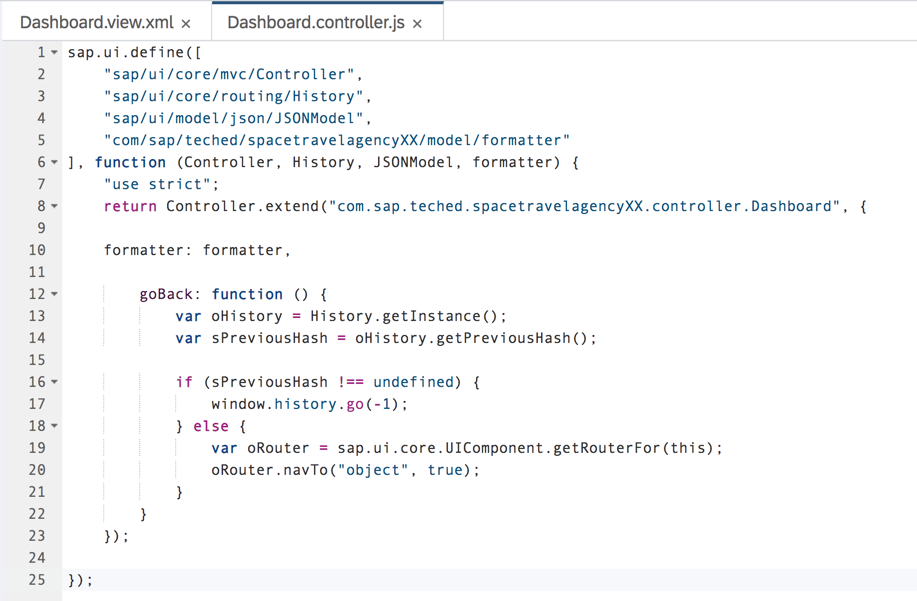 Dashboard.view.xml × Dashboard.controller.js ×
1 sap.ui.define([
2 "sap/ui/core/mvc/Controller",
3 "sap/ui/core/routing/History",
4 "sap/ui/model/json/JSONModel",
5 "com/sap/teched/spacetravelagencyXX/model/formatter"
6 ], function (Controller, History, JSONModel, formatter) {
7 "use strict";
8 return Controller.extend("com.sap.teched.spacetravelagencyXX.controller.Dashboard", {
9
10 formatter: formatter,
11
12 goBack: function () {
13 var oHistory = History.getInstance();
14 var sPreviousHash = oHistory.getPreviousHash();
15
16 if (sPreviousHash !== undefined) {
17 window.history.go(-1);
18 } else {
19 var oRouter = sap.ui.core.UIComponent.getRouterFor(this);
20 oRouter.navTo("object", true);
21 }
22 }
23 });
24
25 });